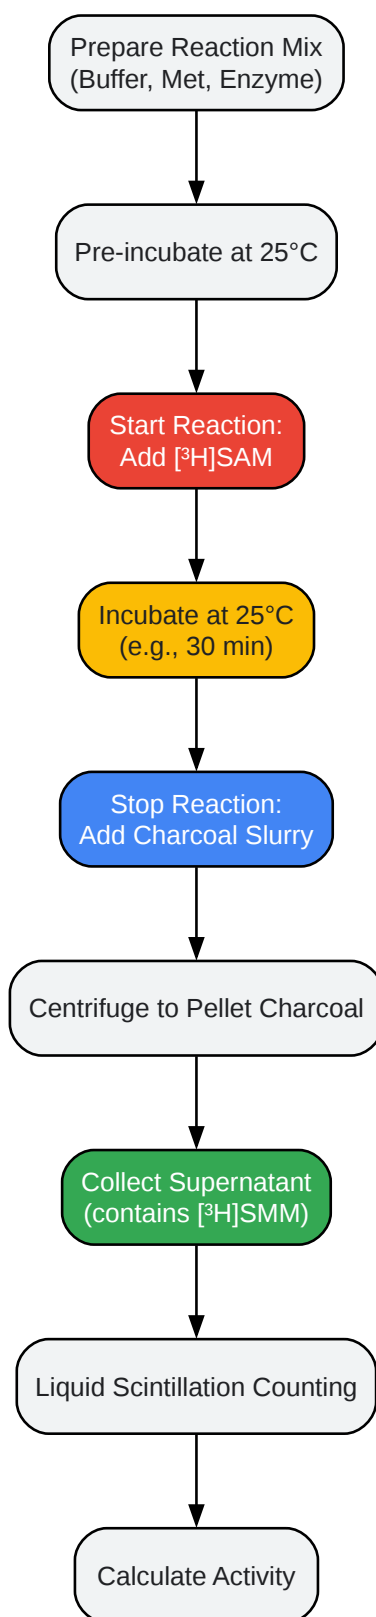 Prepare Reaction Mix
(Buffer, Met, Enzyme)
Pre-incubate at 25°C
Start Reaction:
Add [³H]SAM
Incubate at 25°C
(e.g., 30 min)
Stop Reaction:
Add Charcoal Slurry
Centrifuge to Pellet Charcoal
Collect Supernatant
(contains [³H]SMM)
Liquid Scintillation Counting
Calculate Activity